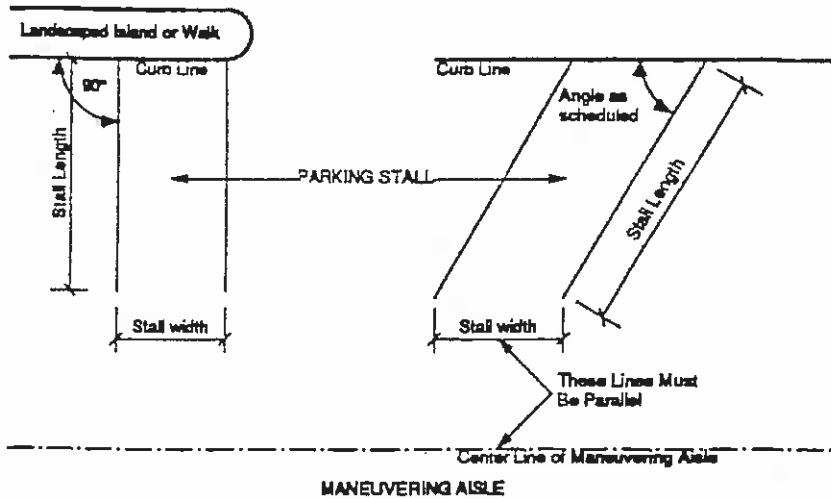 Landscaped Island or Walk
Curb Line
Curb Line
90°
Angle as
scheduled
Stall Length
PARKING STALL
Stall Length
Stall width
Stall width
These Lines Must
Be Parallel
Center Line of Maneuvering Aisle
MANEUVERING AISLE